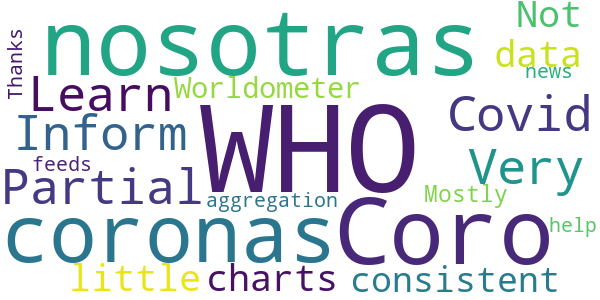 Not
nosotras
data
Thanks
news
Learn
Worldometer
WHO
Covid
Inform
Very
feeds
Partial
aggregation
Mostly
coronas
Coro
help
little
charts
consistent